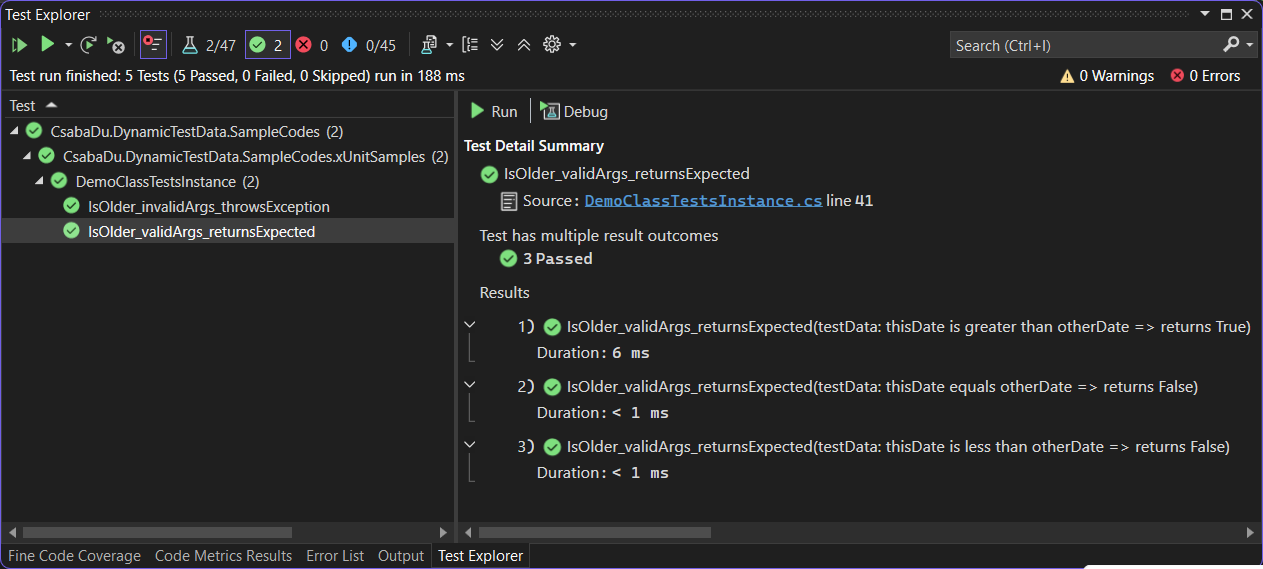 Test Explorer
2/47 2 0 0/45 Search (Ctrl+I)
Test run finished: 5 Tests (5 Passed, 0 Failed, 0 Skipped) run in 188 ms 0 Warnings 0 Errors
Test
CsabaDu.DynamicTestData.SampleCodes (2)
CsabaDu.DynamicTestData.SampleCodes.xUnitSamples (2)
DemoClassTestsInstance (2)
IsOlder_invalidArgs_throwsException
IsOlder_validArgs_returnsExpected
Run Debug
Test Detail Summary
IsOlder_validArgs_returnsExpected
Source: DemoClassTestsInstance.cs line 41
Test has multiple result outcomes
3 Passed
Results
1) IsOlder_validArgs_returnsExpected(testData: thisDate is greater than otherDate => returns True)
Duration: 6 ms
2) IsOlder_validArgs_returnsExpected(testData: thisDate equals otherDate => returns False)
Duration: < 1 ms
3) IsOlder_validArgs_returnsExpected(testData: thisDate is less than otherDate => returns False)
Duration: < 1 ms
Fine Code Coverage Code Metrics Results Error List Output Test Explorer